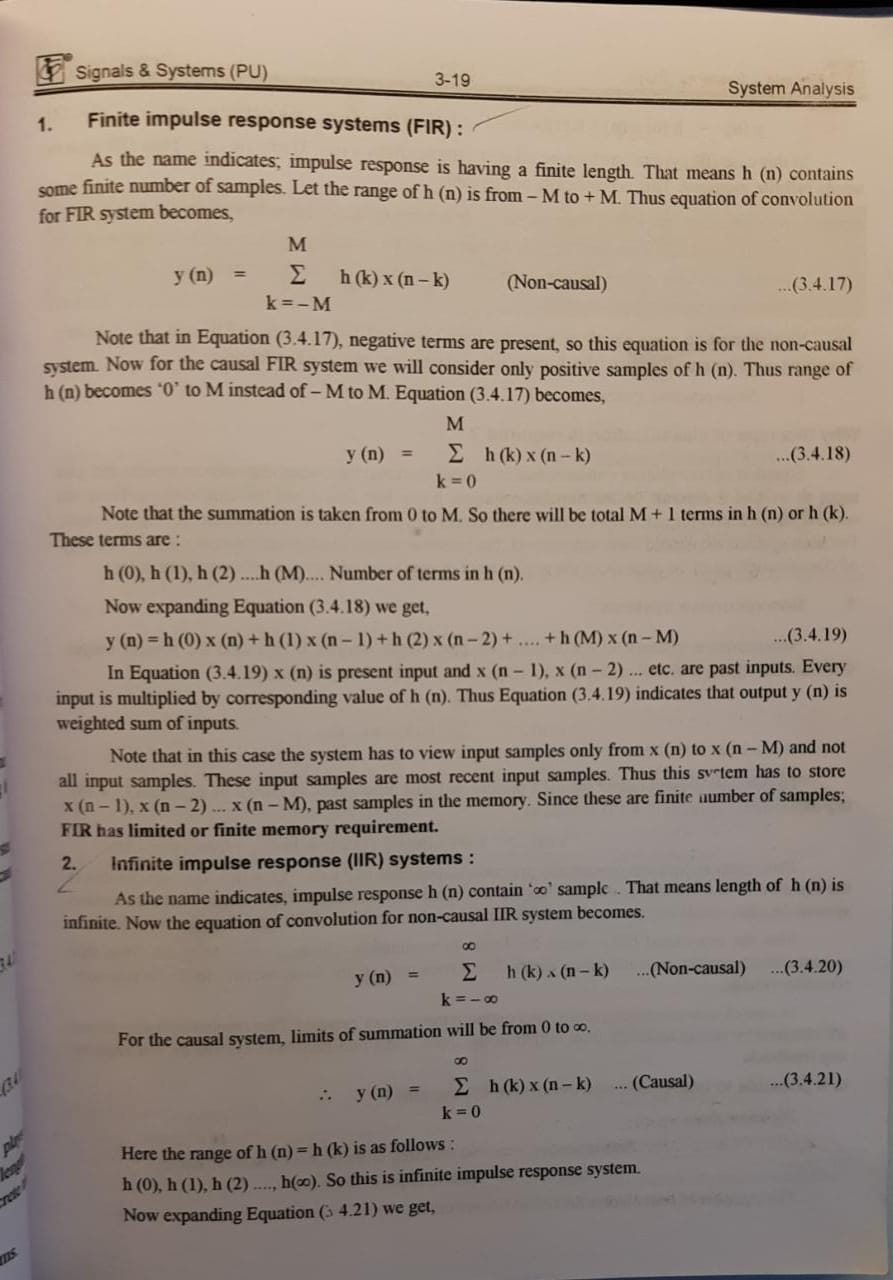 Signals & Systems (PU)
3-19
System Analysis
1. Finite impulse response systems (FIR) :
As the name indicates; impulse response is having a finite length. That means h (n) contains
some finite number of samples. Let the range of h (n) is from – M to + M. Thus equation of convolution
for FIR system becomes,
M
y (n) = Σ h (k) x (n – k) (Non-causal) ...(3.4.17)
k = – M
Note that in Equation (3.4.17), negative terms are present, so this equation is for the non-causal
system. Now for the causal FIR system we will consider only positive samples of h (n). Thus range of
h (n) becomes '0' to M instead of – M to M. Equation (3.4.17) becomes,
M
y (n) = Σ h (k) x (n – k) ...(3.4.18)
k = 0
Note that the summation is taken from 0 to M. So there will be total M + 1 terms in h (n) or h (k).
These terms are :
h (0), h (1), h (2) ....h (M).... Number of terms in h (n).
Now expanding Equation (3.4.18) we get,
y (n) = h (0) x (n) + h (1) x (n – 1) + h (2) x (n – 2) + .... + h (M) x (n – M) ...(3.4.19)
In Equation (3.4.19) x (n) is present input and x (n – 1), x (n – 2) ... etc. are past inputs. Every
input is multiplied by corresponding value of h (n). Thus Equation (3.4.19) indicates that output y (n) is
weighted sum of inputs.
Note that in this case the system has to view input samples only from x (n) to x (n – M) and not
all input samples. These input samples are most recent input samples. Thus this system has to store
x (n – 1), x (n – 2) ... x (n – M), past samples in the memory. Since these are finite number of samples;
FIR has limited or finite memory requirement.
2. Infinite impulse response (IIR) systems :
As the name indicates, impulse response h (n) contain '∞' sample . That means length of h (n) is
infinite. Now the equation of convolution for non-causal IIR system becomes.
∞
y (n) = Σ h (k) x (n – k) ...(Non-causal) ...(3.4.20)
k = – ∞
For the causal system, limits of summation will be from 0 to ∞.
∞
∴ y (n) = Σ h (k) x (n – k) ... (Causal) ...(3.4.21)
k = 0
Here the range of h (n) = h (k) is as follows :
h (0), h (1), h (2) ...., h(∞). So this is infinite impulse response system.
Now expanding Equation (3 4.21) we get,